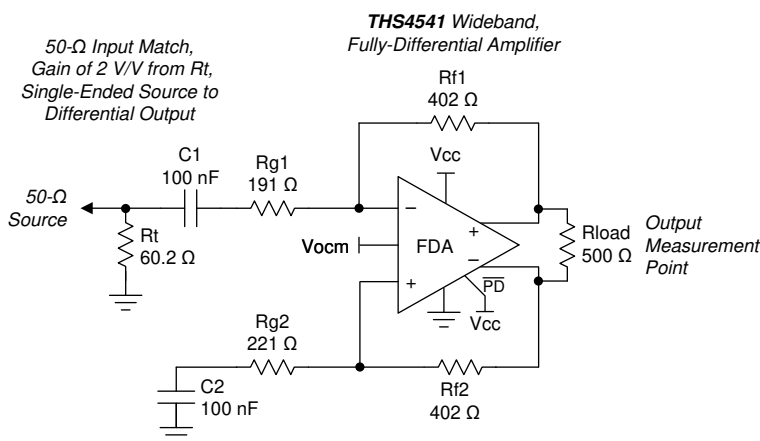 THS4541 Wideband,
Fully-Differential Amplifier
50-Ω Input Match,
Gain of 2 V/V from Rt,
Single-Ended Source to
Differential Output
Rf1
402 Ω
C1
100 nF
Rg1
191 Ω
Vcc
50-Ω
Source
Rt
60.2 Ω
Vocm
FDA
−
+
+
−
PD
Vcc
Rload
500 Ω
Output
Measurement
Point
Rg2
221 Ω
C2
100 nF
Rf2
402 Ω